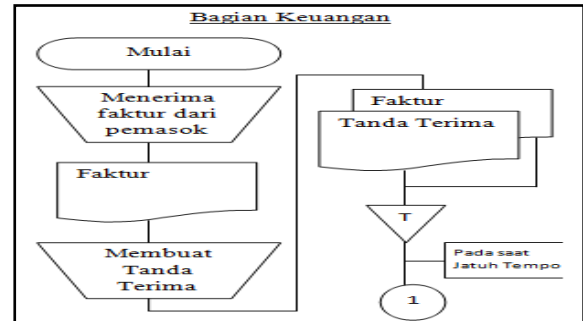 Bagian Keuangan
Mulai
Menerima
faktur dari
pemasok
Faktur
Membuat
Tanda
Terima
Faktur
Tanda Terima
T
Pada saat
Jatuh Tempo
1